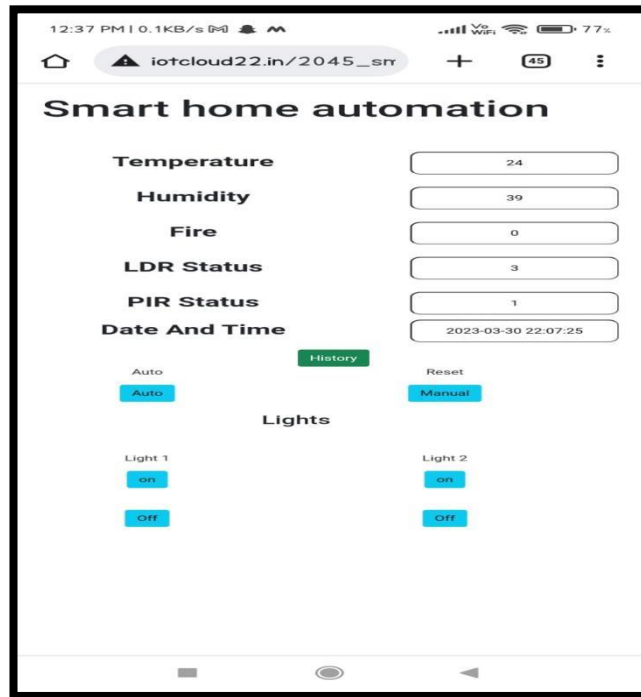 12:37 PM | 0.1KB/s
Vo WiFi 77%
iotcloud22.in/2045_sm
45
Smart home automation
Temperature 24
Humidity 39
Fire 0
LDR Status 3
PIR Status 1
Date And Time 2023-03-30 22:07:25
History
Auto Reset
Auto Manual
Lights
Light 1 Light 2
on on
Off Off